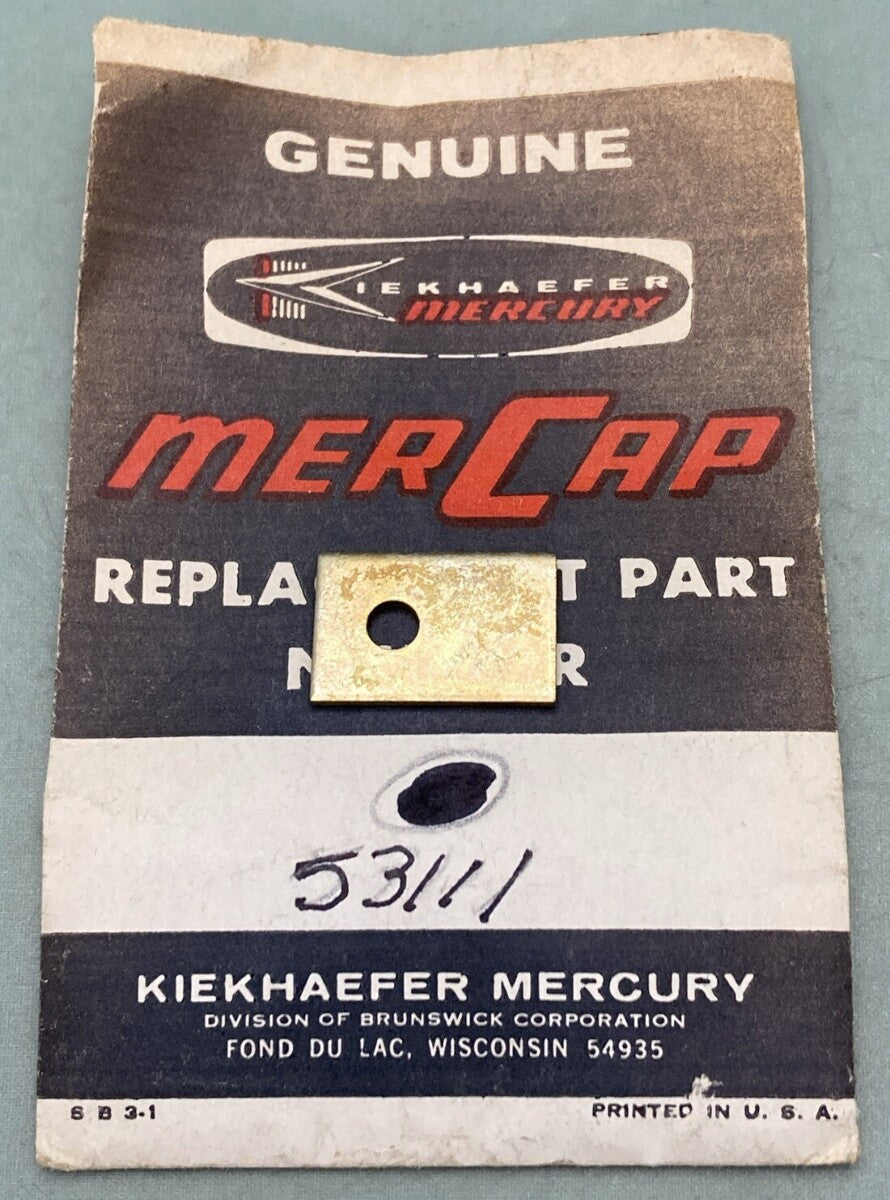 GENUINE
KIEKHAEFER
MERCURY
MERCAP
REPLA T PART
N R
53111
KIEKHAEFER MERCURY
DIVISION OF BRUNSWICK CORPORATION
FOND DU LAC, WISCONSIN 54935
S B 3-1
PRINTED IN U. S. A.